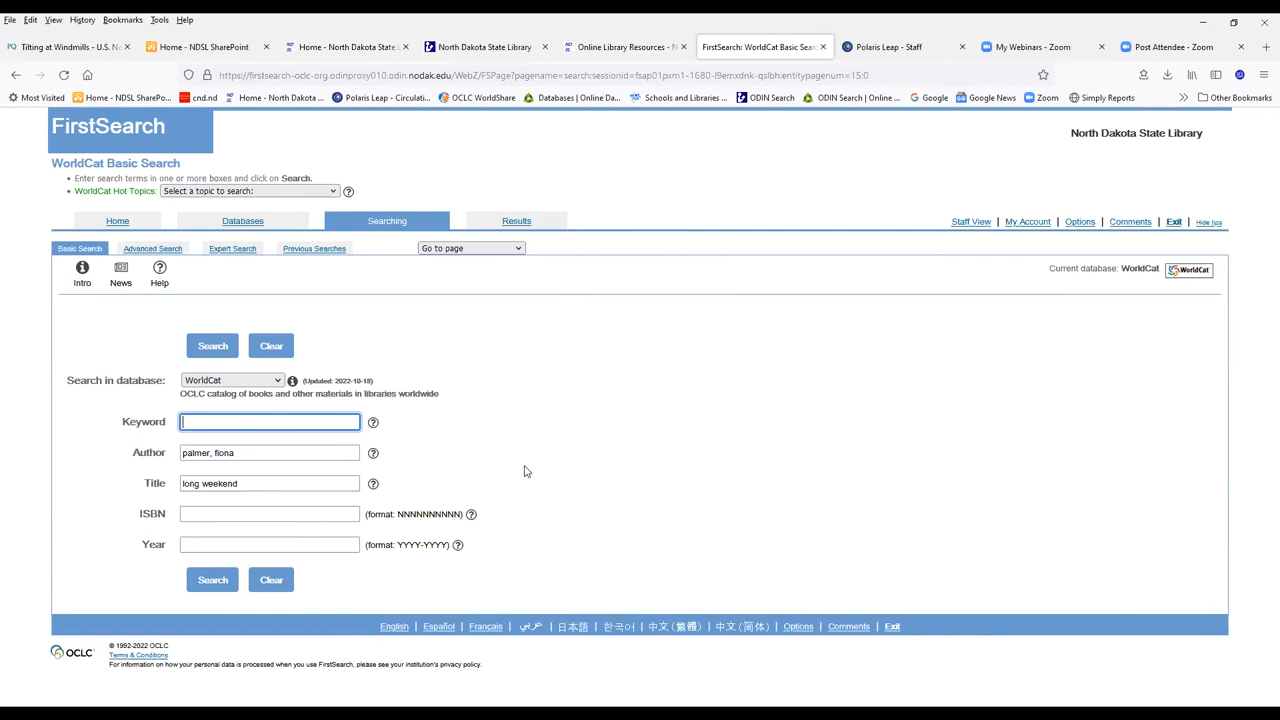 File Edit View History Bookmarks Tools Help
Tilting at Windmills - U.S. Ne Home - NDSL SharePoint Home - North Dakota State L North Dakota State Library Online Library Resources - N FirstSearch: WorldCat Basic Sear Polaris Leap - Staff My Webinars - Zoom Post Attendee - Zoom
Most Visited Home - NDSL SharePo... cnd.nd Home - North Dakota ... Polaris Leap - Circulati... OCLC WorldShare Databases | Online Da... Schools and Libraries ... ODIN Search ODIN Search | Online ... Google Google News Zoom Simply Reports Other Bookmarks
FirstSearch
North Dakota State Library
WorldCat Basic Search
• Enter search terms in one or more boxes and click on Search.
• WorldCat Hot Topics: Select a topic to search:
Home Databases Searching Results
Staff View | My Account | Options | Comments | Exit | Hide tips
Basic Search Advanced Search Expert Search Previous Searches Go to page
Intro News Help
Current database: WorldCat WorldCat
Search Clear
Search in database: WorldCat (Updated: 2022-10-18)
OCLC catalog of books and other materials in libraries worldwide
Keyword
Author palmer, fiona
Title long weekend
ISBN (format: NNNNNNNNNN)
Year (format: YYYY-YYYY)
Search Clear
English | Español | Français | عربي | 日本語 | 한국어 | 中文(繁體) | 中文(简体) | Options | Comments | Exit
OCLC © 1992-2022 OCLC
Terms & Conditions
For information on how your personal data is processed when you use FirstSearch, please see your institution's privacy policy.